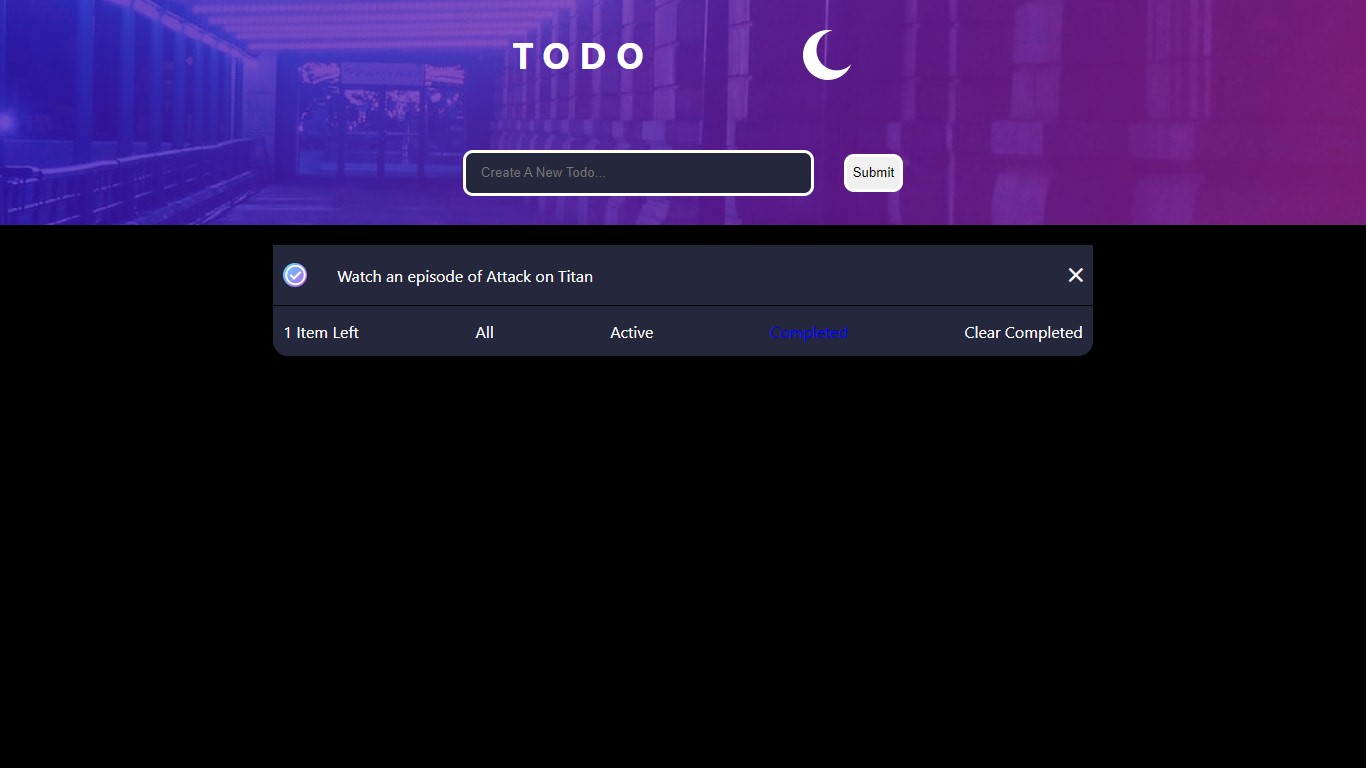 TODO
Create A New Todo...
Submit
Watch an episode of Attack on Titan
1 Item Left
All
Active
Completed
Clear Completed